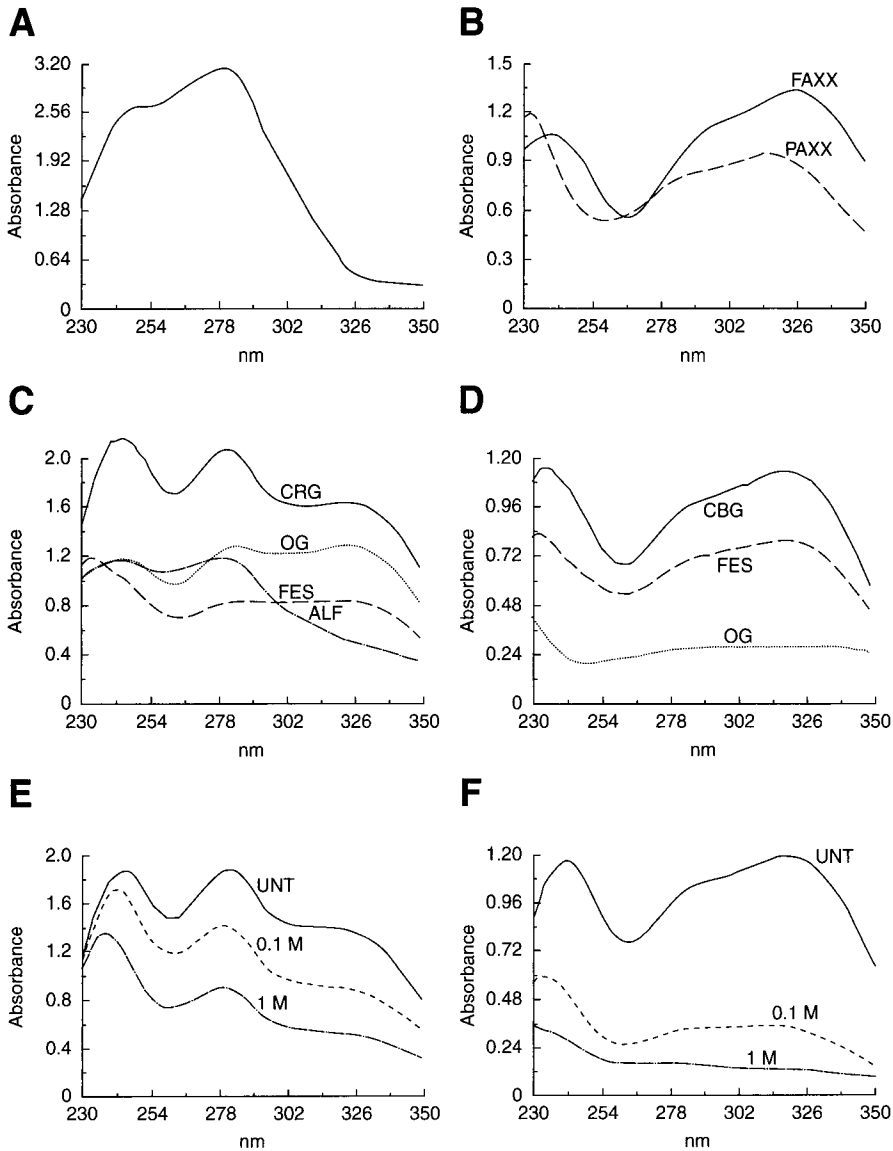 A
3.20
2.56
1.92
1.28
0.64
0
Absorbance
230 254 278 302 326 350
nm
B
1.5
1.2
0.9
0.6
0.3
0
Absorbance
FAXX
PAXX
230 254 278 302 326 350
nm
C
2.0
1.6
1.2
0.8
0.4
0
Absorbance
CRG
OG
FES
ALF
230 254 278 302 326 350
nm
D
1.20
0.96
0.72
0.48
0.24
0
Absorbance
CBG
FES
OG
230 254 278 302 326 350
nm
E
2.0
1.6
1.2
0.8
0.4
0
Absorbance
UNT
0.1 M
1 M
230 254 278 302 326 350
nm
F
1.20
0.96
0.72
0.48
0.24
0
Absorbance
UNT
0.1 M
1 M
230 254 278 302 326 350
nm